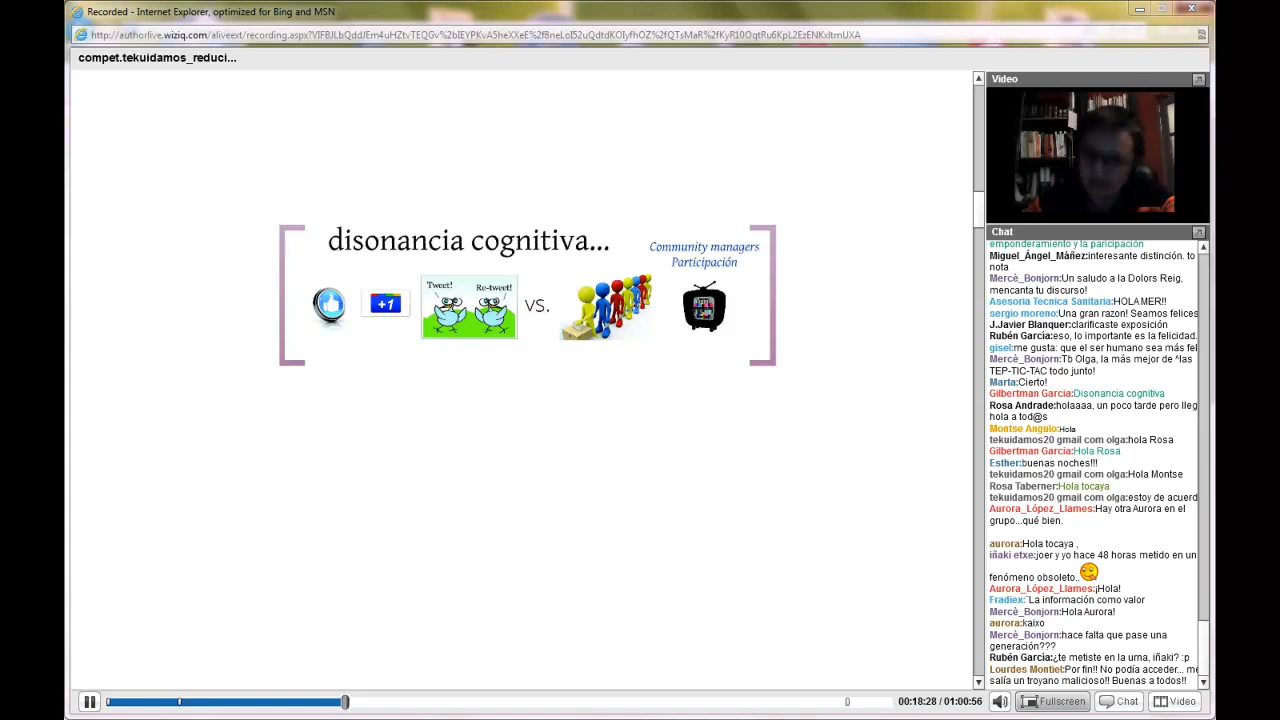 Recorded - Internet Explorer, optimized for Bing and MSN
compet.tekuidamos_reduci...
disonancia cognitiva...
Community managers
Participación
Tweet!
Re-tweet!
+1
vs.
Video
Chat
emponderamiento y la paricipación
Miguel_Ángel_Màñez:interesante distinción. to
nota
Mercè_Bonjorn:Un saludo a la Dolors Reig,
mencanta tu discurso!
Asesoria Tecnica Sanitaria:HOLA MER!!
sergio moreno:Una gran razon! Seamos felices
J.Javier Blanquer:clarificaste exposición
Rubén García:eso, lo importante es la felicidad.
gisel:me gusta: que el ser humano sea más fel
Mercè_Bonjorn:Tb Olga, la más mejor de ^las
TEP-TIC-TAC todo junto!
Marta:Cierto!
Gilbertman Garcia:Disonancia cognitiva
Rosa Andrade:holaaaa, un poco tarde pero lleg
hola a tod@s
Montse Angulo:Hola
tekuidamos20 gmail com olga:hola Rosa
Gilbertman Garcia:Hola Rosa
Esther:buenas noches!!!
tekuidamos20 gmail com olga:Hola Montse
Rosa Taberner:Hola tocaya
tekuidamos20 gmail com olga:estoy de acuerd
Aurora_López_Llames:Hay otra Aurora en el
grupo...qué bien.
aurora:Hola tocaya ,
iñaki etxe:joer y yo hace 48 horas metido en un
fenómeno obsoleto..
Aurora_López_Llames:¡Hola!
Fradiex:¨La información como valor
Mercè_Bonjorn:Hola Aurora!
aurora:kaixo
Mercè_Bonjorn:hace falta que pase una
generación???
Rubén García:¿te metiste en la urna, iñaki? :p
Lourdes Montiel:Por fin!! No podía acceder... me
salía un troyano malicioso!! Buenas a todos!!
00:18:28 / 01:00:56
Fullscreen
Chat
Video